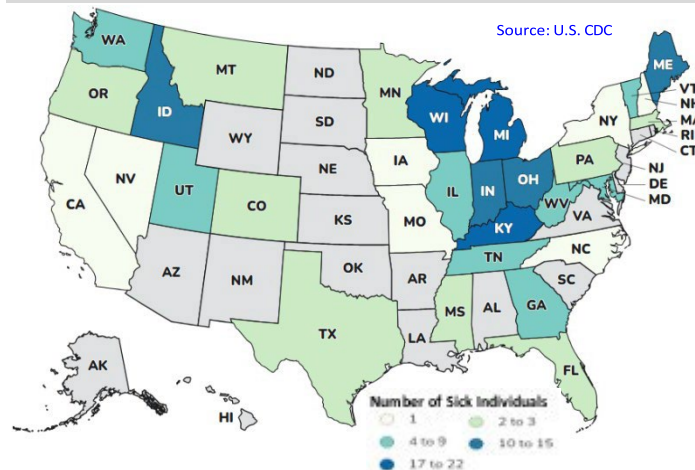 Source: U.S. CDC
WA
OR
ID
MT
WY
ND
SD
NE
KS
OK
CA
NV
UT
CO
AZ
NM
TX
MN
IA
MO
AR
LA
WI
MI
IL
IN
OH
KY
TN
MS
AL
GA
FL
SC
NC
VA
WV
PA
NY
ME
VT
NH
MA
RI
CT
NJ
DE
MD
AK
HI
Number of Sick Individuals
1
2 to 3
4 to 9
10 to 15
17 to 22